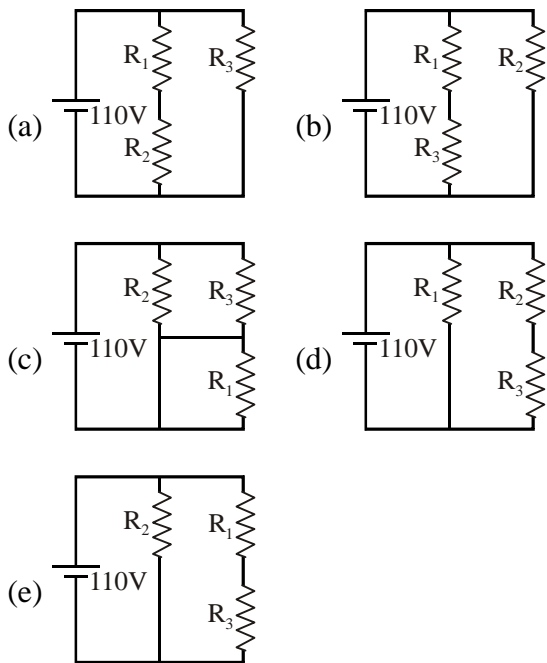 R₁ R₃
(a) 110V
R₂
R₁ R₂
(b) 110V
R₃
R₂ R₃
(c) 110V
R₁
R₁ R₂
110V (d)
R₃
R₂ R₁
(e) 110V
R₃